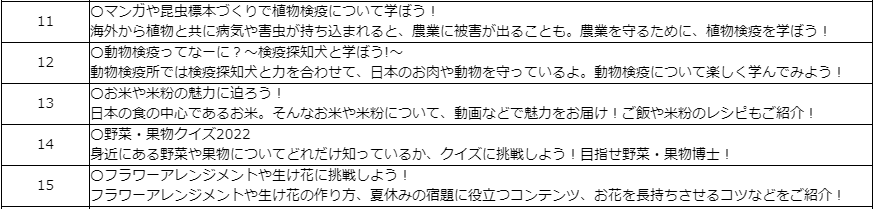 11
〇マンガや昆虫標本づくりで植物検疫について学ぼう！
海外から植物と共に病気や害虫が持ち込まれると、農業に被害が出ることも。農業を守るために、植物検疫を学ぼう！
12
〇動物検疫ってなーに？～検疫探知犬と学ぼう!～
動物検疫所では検疫探知犬と力を合わせて、日本のお肉や動物を守っているよ。動物検疫について楽しく学んでみよう！
13
〇お米や米粉の魅力に迫ろう！
日本の食の中心であるお米。そんなお米や米粉について、動画などで魅力をお届け！ご飯や米粉のレシピもご紹介！
14
〇野菜・果物クイズ2022
身近にある野菜や果物についてどれだけ知っているか、クイズに挑戦しよう！目指せ野菜・果物博士！
15
〇フラワーアレンジメントや生け花に挑戦しよう！
フラワーアレンジメントや生け花の作り方、夏休みの宿題に役立つコンテンツ、お花を長持ちさせるコツなどをご紹介！